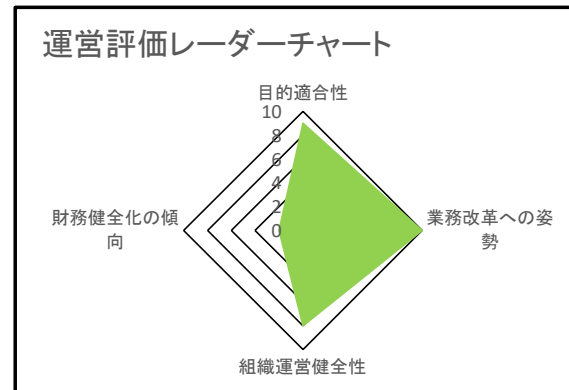 運営評価レーダーチャート
目的適合性
10
8
6
4
2
0
財務健全化の傾
向
業務改革への姿
勢
組織運営健全性